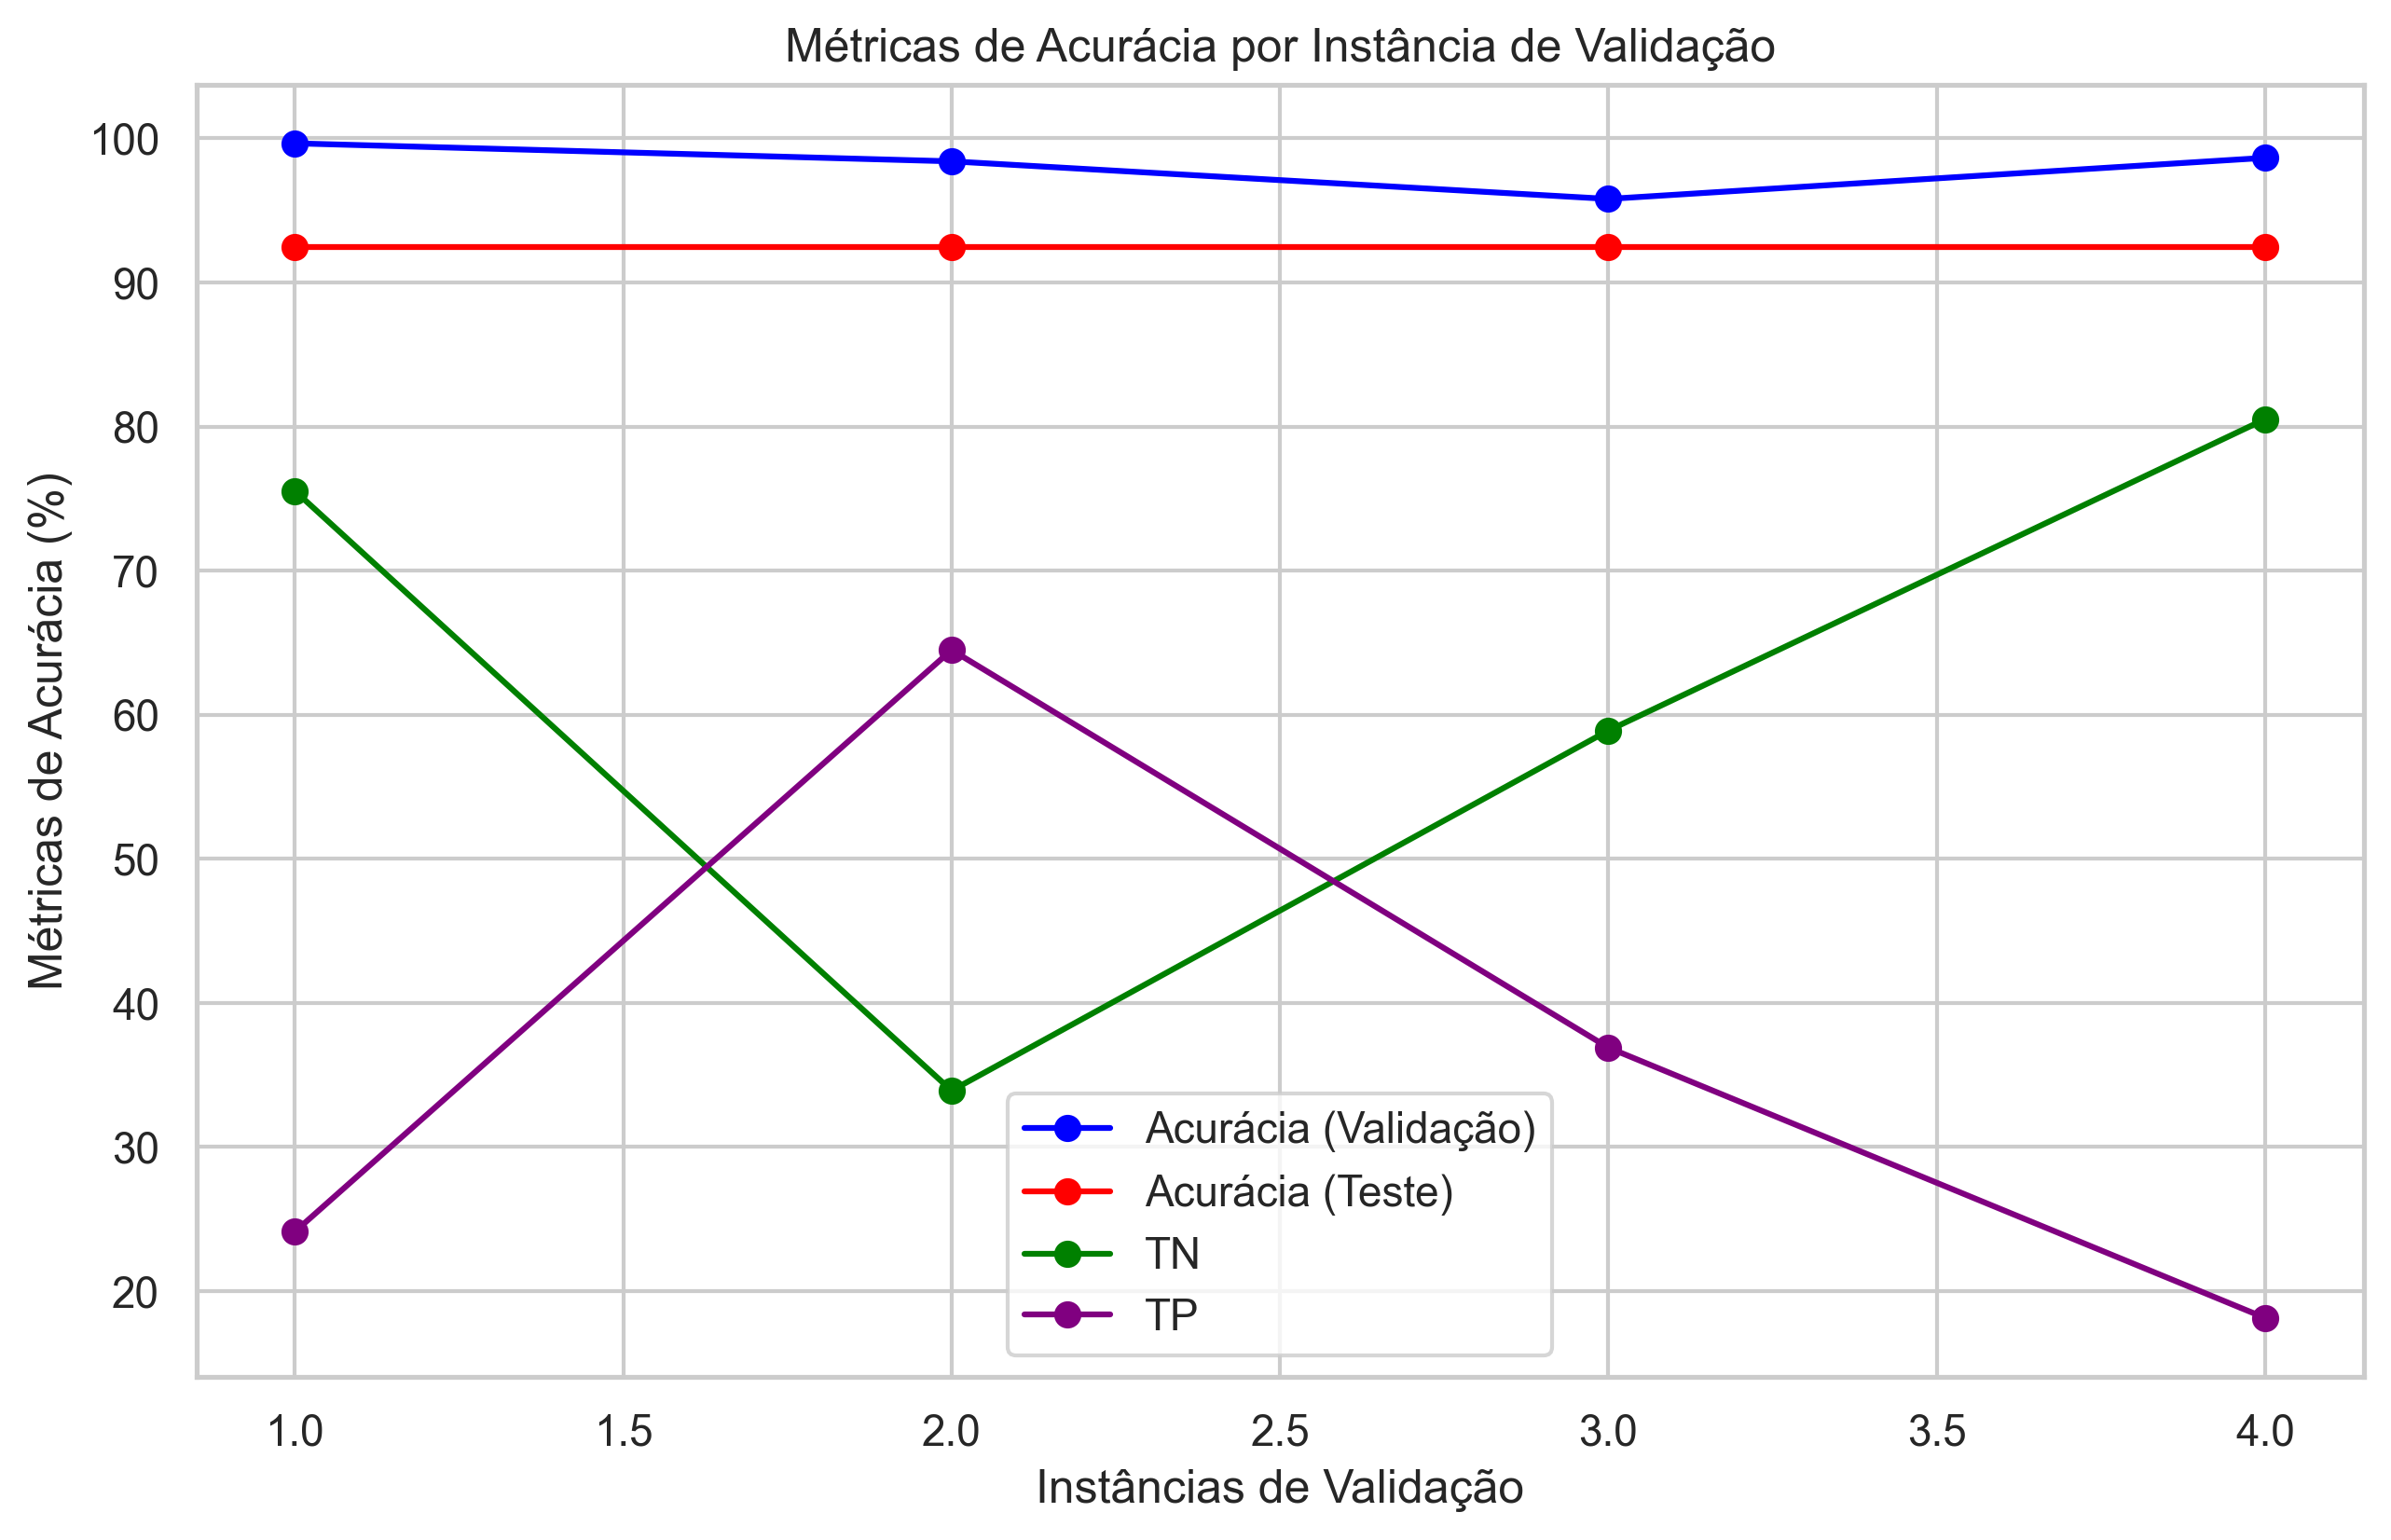 Métricas de Acurácia por Instância de Validação
Métricas de Acurácia (%)
100
90
80
70
60
50
40
30
20
Acurácia (Validação)
Acurácia (Teste)
TN
TP
1.0 1.5 2.0 2.5 3.0 3.5 4.0
Instâncias de Validação